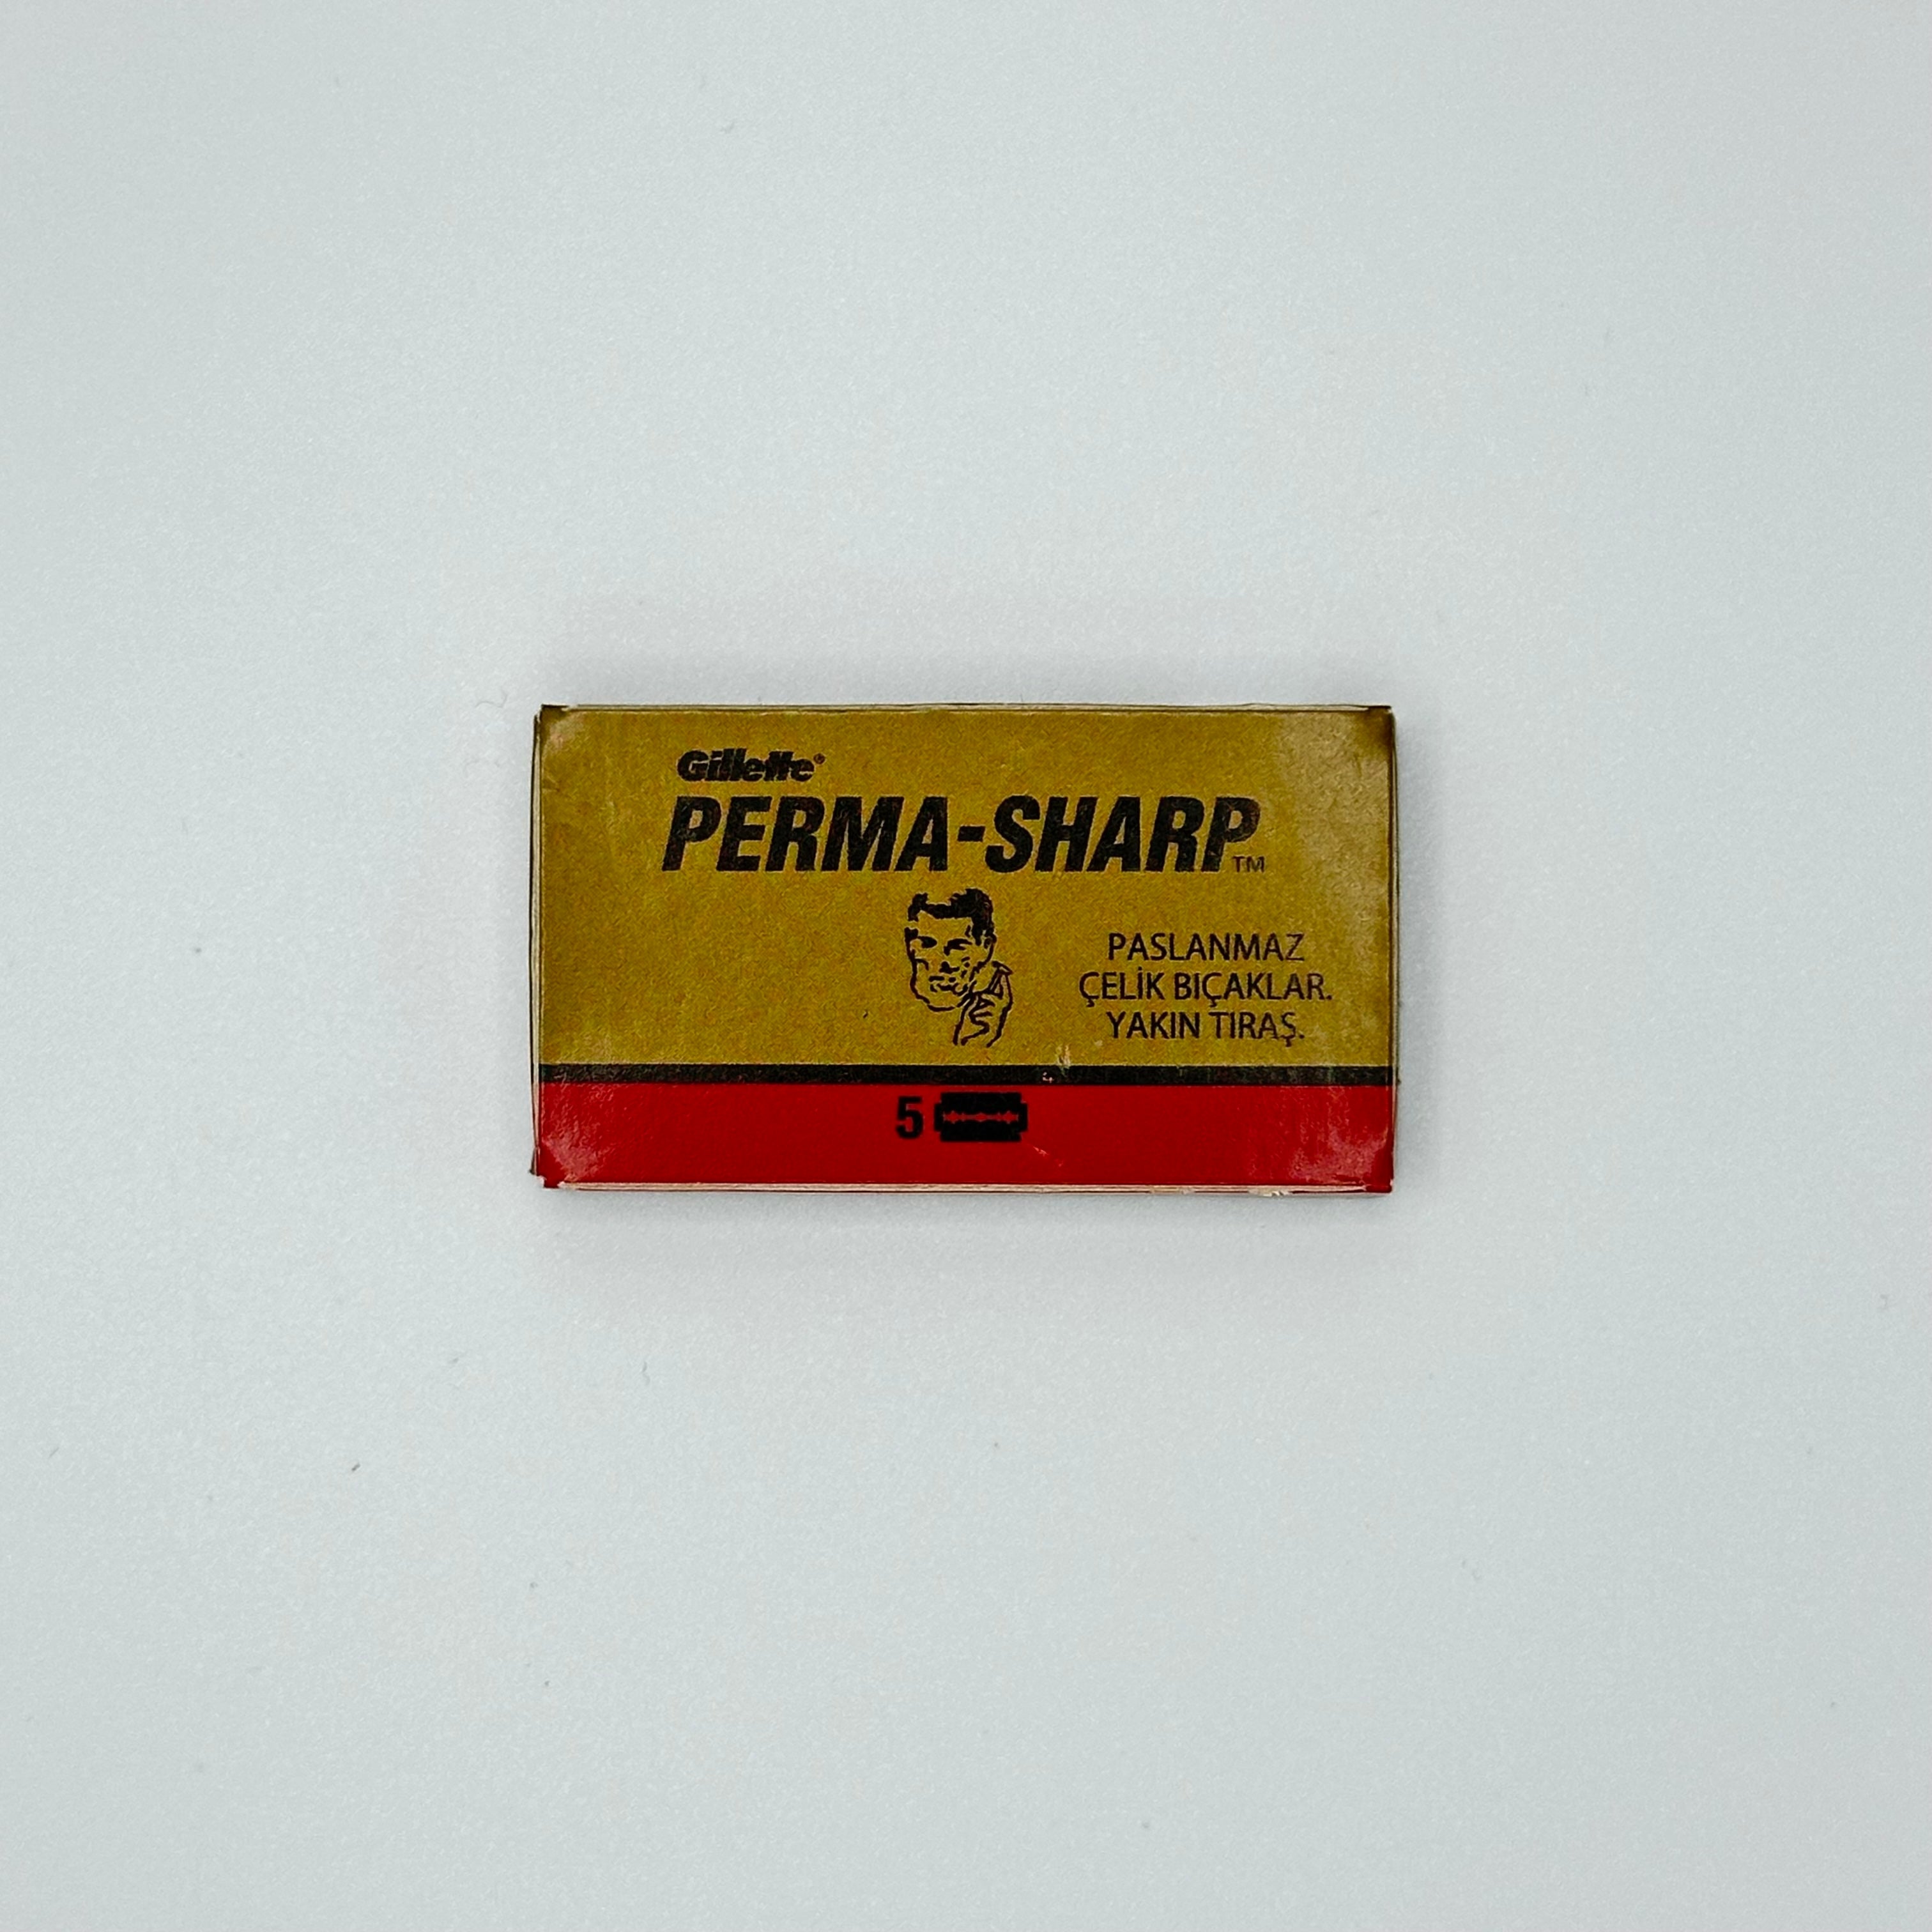 Gillette®
PERMA-SHARP™
PASLANMAZ
ÇELİK BIÇAKLAR.
YAKIN TIRAŞ.
5